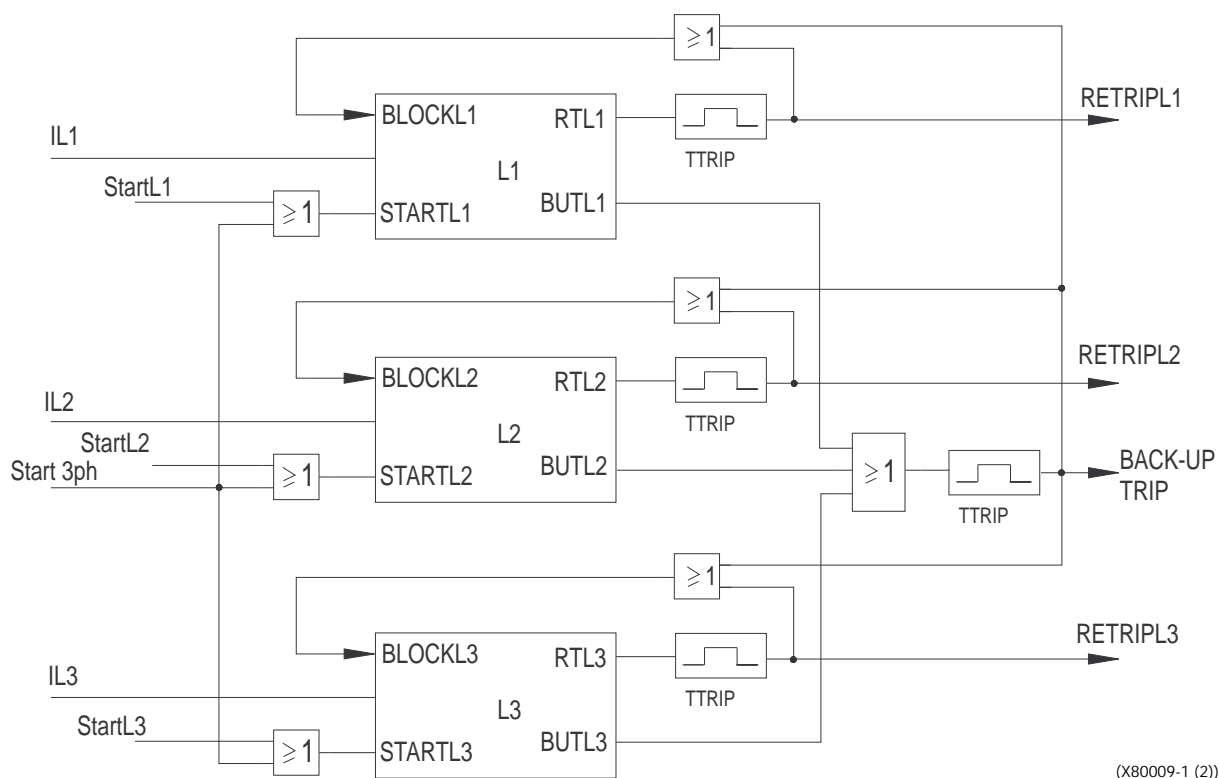 ≥1
BLOCKL1
RTL1
RETRIPL1
IL1
L1
TTRIP
StartL1
≥1
STARTL1
BUTL1
≥1
BLOCKL2
RTL2
RETRIPL2
IL2
L2
TTRIP
StartL2
Start 3ph
≥1
STARTL2
BUTL2
≥1
BACK-UP
TRIP
TTRIP
≥1
BLOCKL3
RTL3
RETRIPL3
IL3
L3
TTRIP
StartL3
≥1
STARTL3
BUTL3
(X80009-1 (2))